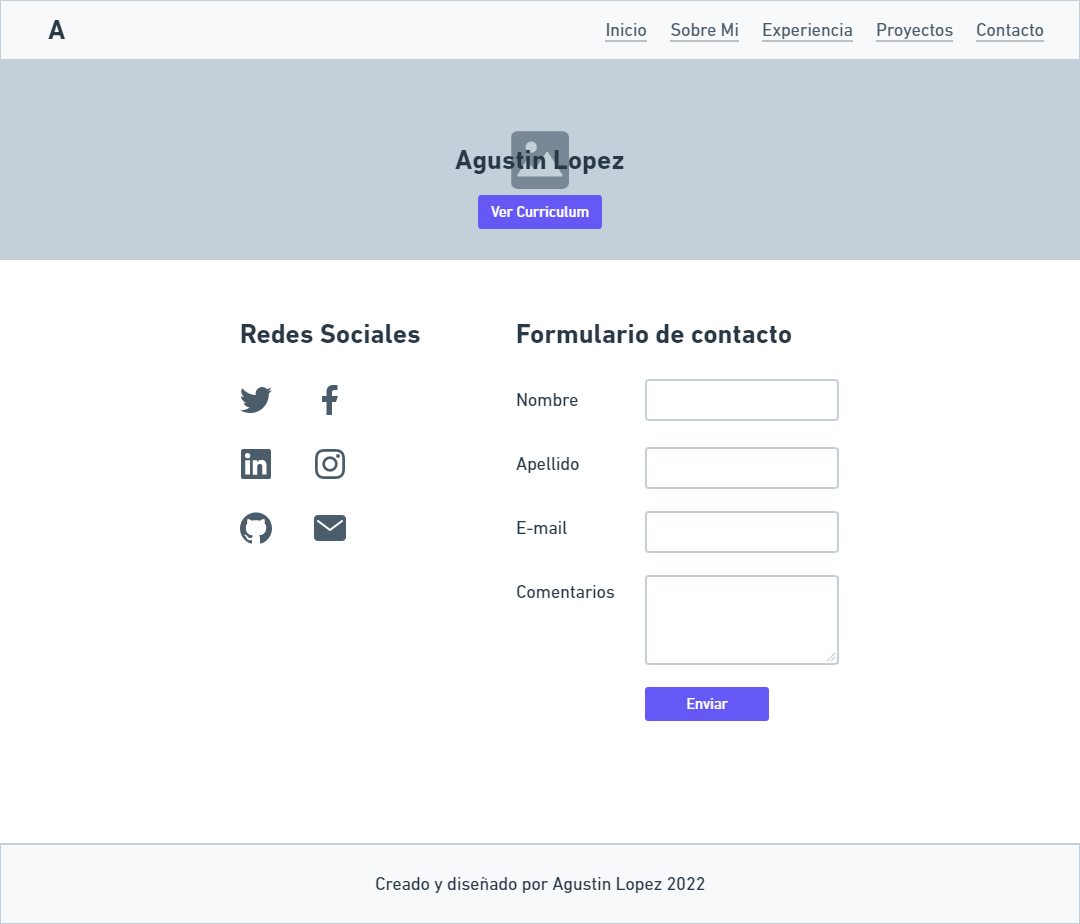 A
Inicio Sobre Mi Experiencia Proyectos Contacto
Agustin Lopez
Ver Curriculum
Redes Sociales
Formulario de contacto
Nombre
Apellido
E-mail
Comentarios
Enviar
Creado y diseñado por Agustin Lopez 2022